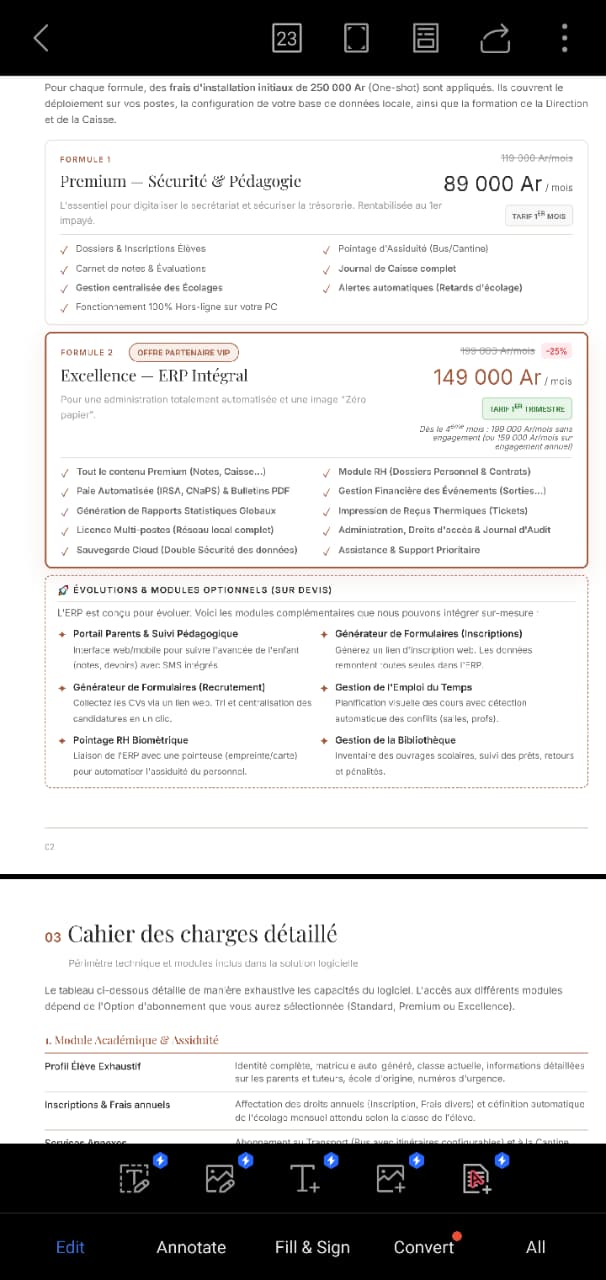 23
Pour chaque formule, des frais d'installation initiaux de 250 000 Ar (One-shot) sont appliqués. Ils couvrent le
déploiement sur vos postes, la configuration de votre base de données locale, ainsi que la formation de la Direction
et de la Caisse.
FORMULE 1
119 000 Ar/mois
Premium — Sécurité & Pédagogie
89 000 Ar / mois
L'essentiel pour digitaliser le secrétariat et sécuriser la trésorerie. Rentabilisée au 1er
impayé.
TARIF 1ER MOIS
✓ Dossiers & Inscriptions Élèves
✓ Pointage d'Assiduité (Bus/Cantine)
✓ Carnet de notes & Évaluations
✓ Journal de Caisse complet
✓ Gestion centralisée des Écolages
✓ Alertes automatiques (Retards d'écolage)
✓ Fonctionnement 100% Hors-ligne sur votre PC
FORMULE 2
OFFRE PARTENAIRE VIP
199 000 Ar/mois
-25%
Excellence — ERP Intégral
149 000 Ar / mois
Pour une administration totalement automatisée et une image "Zéro
papier".
TARIF 1ER TRIMESTRE
Dès le 4ème mois : 199 000 Ar/mois sans
engagement (ou 159 000 Ar/mois sur
engagement annuel)
✓ Tout le contenu Premium (Notes, Caisse...)
✓ Module RH (Dossiers Personnel & Contrats)
✓ Paie Automatisée (IRSA, CNaPS) & Bulletins PDF
✓ Gestion Financière des Événements (Sorties...)
✓ Génération de Rapports Statistiques Globaux
✓ Impression de Reçus Thermiques (Tickets)
✓ Licence Multi-postes (Réseau local complet)
✓ Administration, Droits d'accès & Journal d'Audit
✓ Sauvegarde Cloud (Double Sécurité des données)
✓ Assistance & Support Prioritaire
🚀 ÉVOLUTIONS & MODULES OPTIONNELS (SUR DEVIS)
L'ERP est conçu pour évoluer. Voici les modules complémentaires que nous pouvons intégrer sur-mesure :
✦ Portail Parents & Suivi Pédagogique
Interface web/mobile pour suivre l'avancée de l'enfant
(notes, devoirs) avec SMS intégrés.
✦ Générateur de Formulaires (Inscriptions)
Générez un lien d'inscription web. Les données
remontent toutes seules dans l'ERP.
✦ Générateur de Formulaires (Recrutement)
Collectez les CVs via un lien web. Tri et centralisation des
candidatures en un clic.
✦ Gestion de l'Emploi du Temps
Planification visuelle des cours avec détection
automatique des conflits (salles, profs).
✦ Pointage RH Biométrique
Liaison de l'ERP avec une pointeuse (empreinte/carte)
pour automatiser l'assiduité du personnel.
✦ Gestion de la Bibliothèque
Inventaire des ouvrages scolaires, suivi des prêts, retours
et pénalités.
02
03 Cahier des charges détaillé
Périmètre technique et modules inclus dans la solution logicielle
Le tableau ci-dessous détaille de manière exhaustive les capacités du logiciel. L'accès aux différents modules
dépend de l'Option d'abonnement que vous aurez sélectionnée (Standard, Premium ou Excellence).
1. Module Académique & Assiduité
Profil Élève Exhaustif
Identité complète, matricule auto généré, classe actuelle, informations détaillées
sur les parents et tuteurs, école d'origine, numéros d'urgence.
Inscriptions & Frais annuels
Affectation des droits annuels (Inscription, Frais divers) et définition automatique
de l'écolage mensuel attendu selon la classe de l'élève.
Services Annexes
Abonnement au Transport (Bus avec itinéraires configurables) et à la Cantine
Edit
Annotate
Fill & Sign
Convert
All